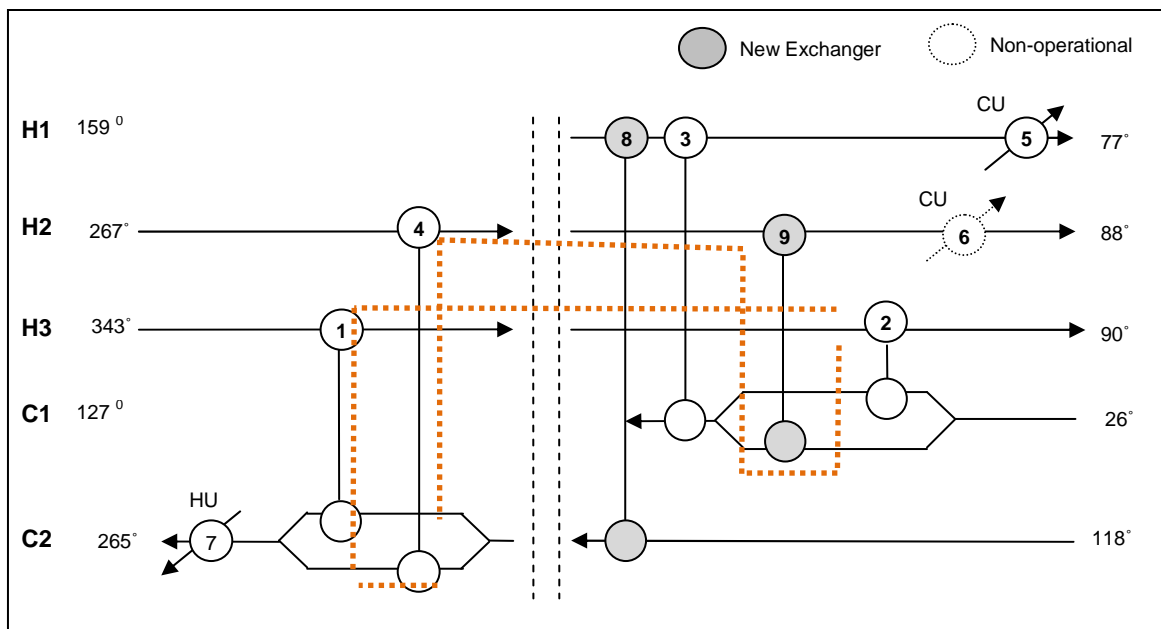 New Exchanger Non-operational
CU
H1 159 ⁰ 8 3 5 77°
CU
H2 267° 4 9 6 88°
H3 343° 1 2 90°
C1 127 ⁰ 26°
HU
C2 265° 7 118°